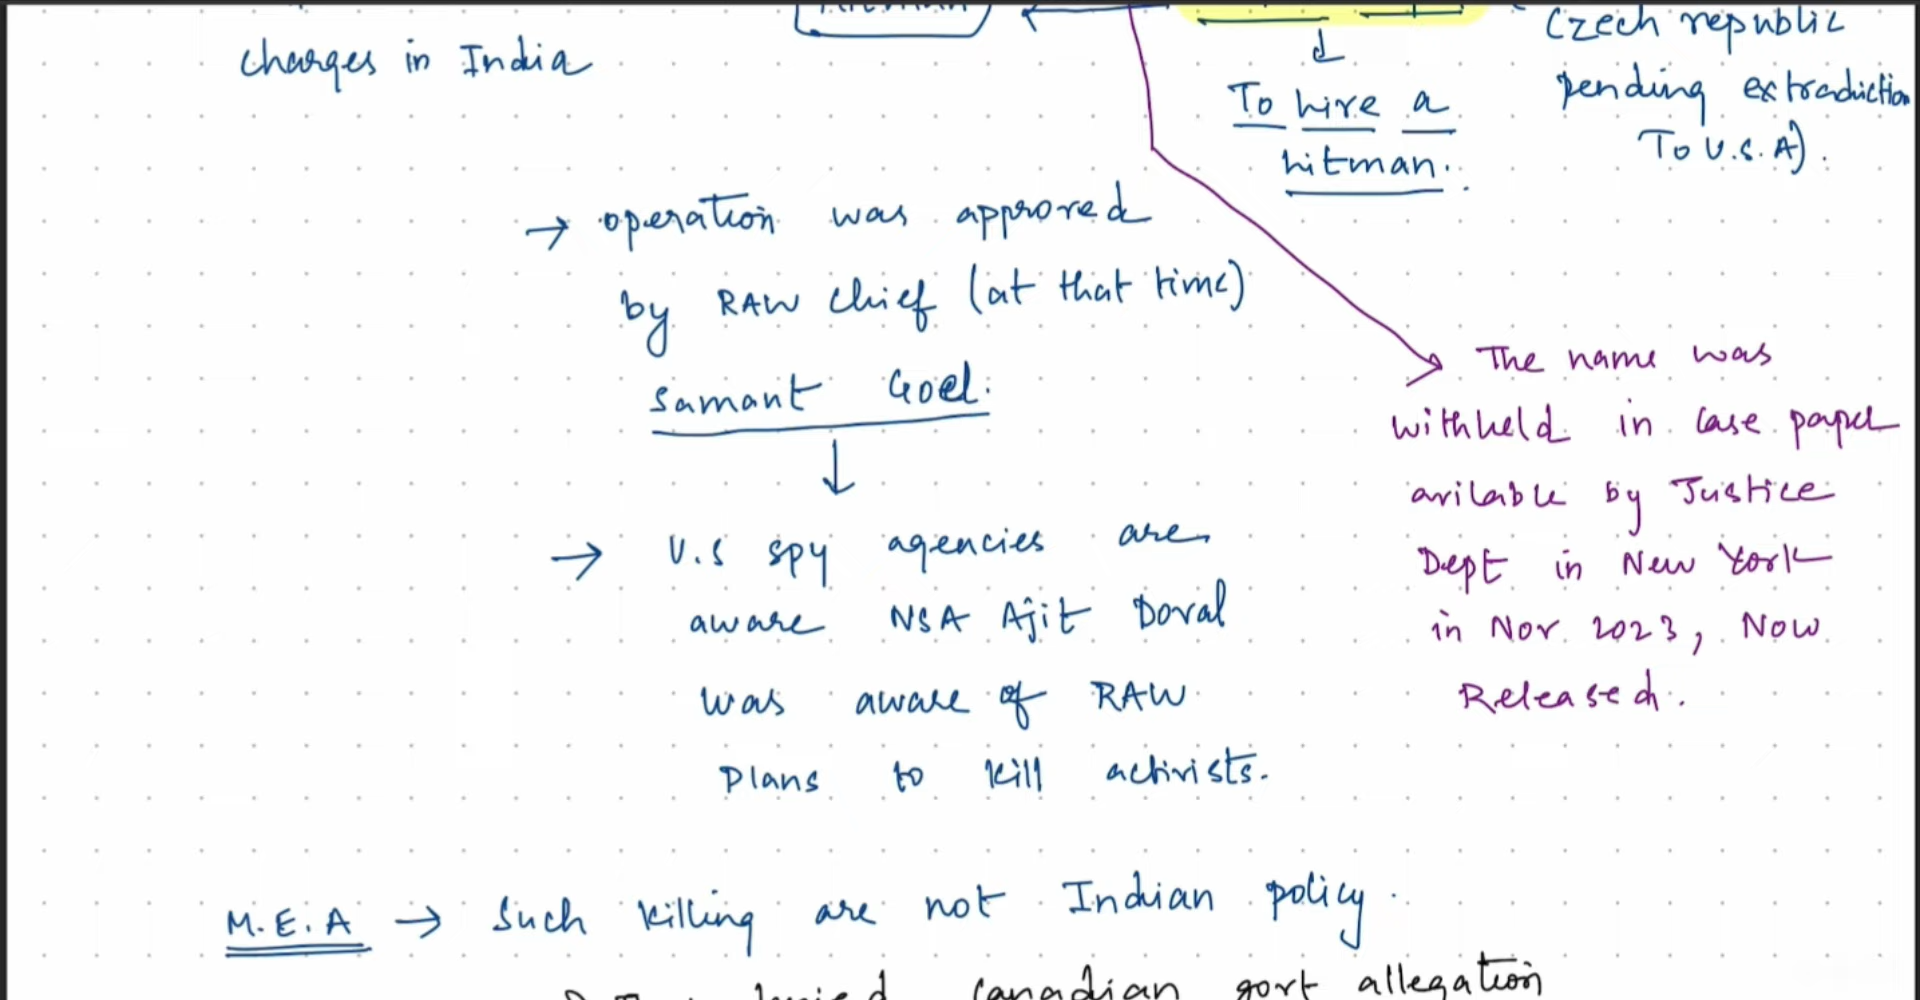 Czech republic
charges in India
pending extradiction
To hire a
To U.S.A).
hitman.
→ operation was approved
by RAW chief (at that time)
Samant Goel.
The name was
withheld in case paper
avilable by Justice
Dept in New York
in Nov 2023, Now
Released.
→ U.S spy agencies are
aware NSA Ajit Doval
was aware of RAW
plans to kill activists.
M.E.A → Such killing are not Indian policy.
denied Canadian govt allegation